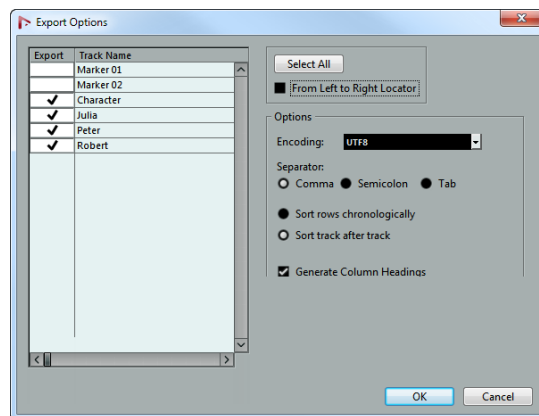 Export Options
Export Track Name
Marker 01
Marker 02
Character
Julia
Peter
Robert
Select All
From Left to Right Locator
Options
Encoding: UTF8
Separator:
Comma Semicolon Tab
Sort rows chronologically
Sort track after track
Generate Column Headings
OK Cancel